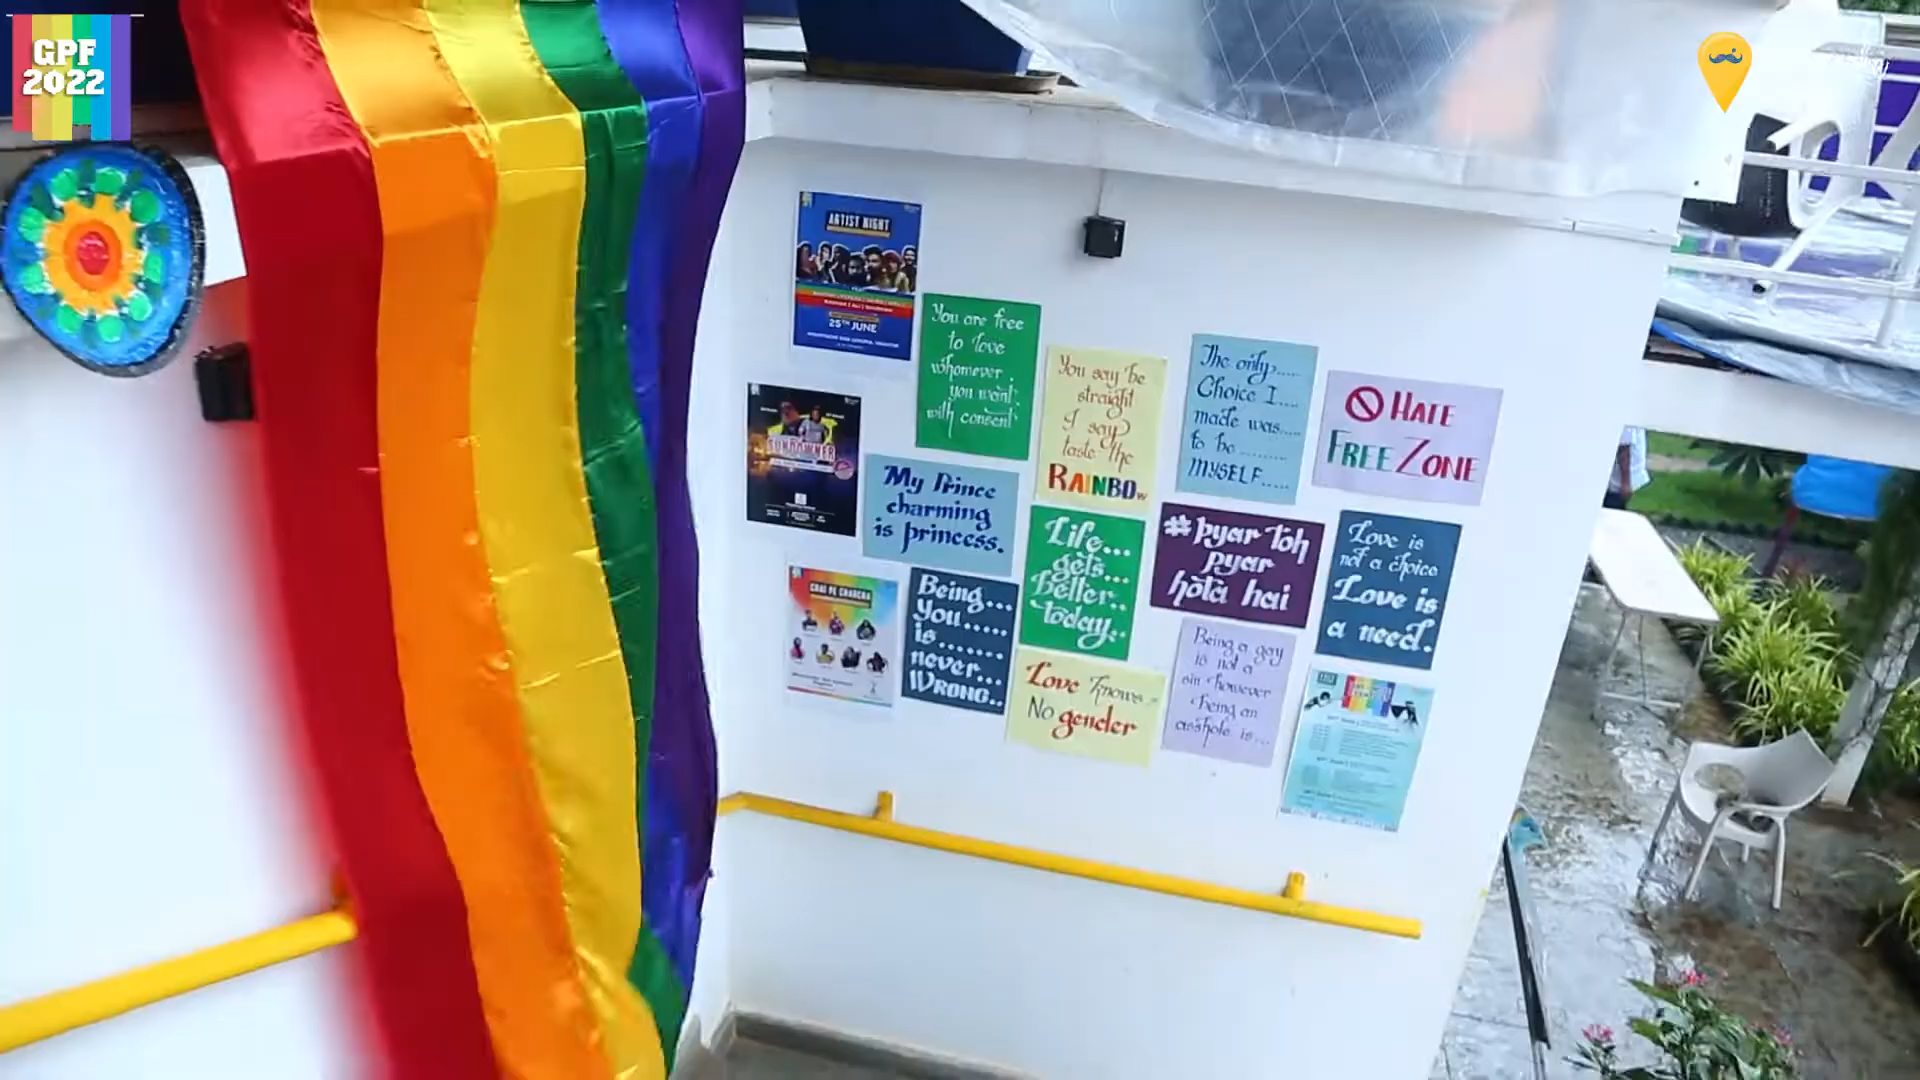 GPF
2022
ARTIST NIGHT
25TH JUNE
You are free
to love
whomever
you want
with consent
You say be
straight
I say
taste the
RAINBOW
The only.....
Choice I....
made was.....
to be .........
MYSELF.....
HATE
FREE ZONE
SUNDOWNER
My Prince
charming
is princess.
Life...
gets...
Better..
today..
#pyar toh
pyar
hota hai
Love is
not a choice
Love is
a need.
CHAI PE CHARCHA
Being...
You.....
is.......
never...
WRONG..
Love Knows
No gender
Being a gay
is not a
sin however
being an
asshole is...